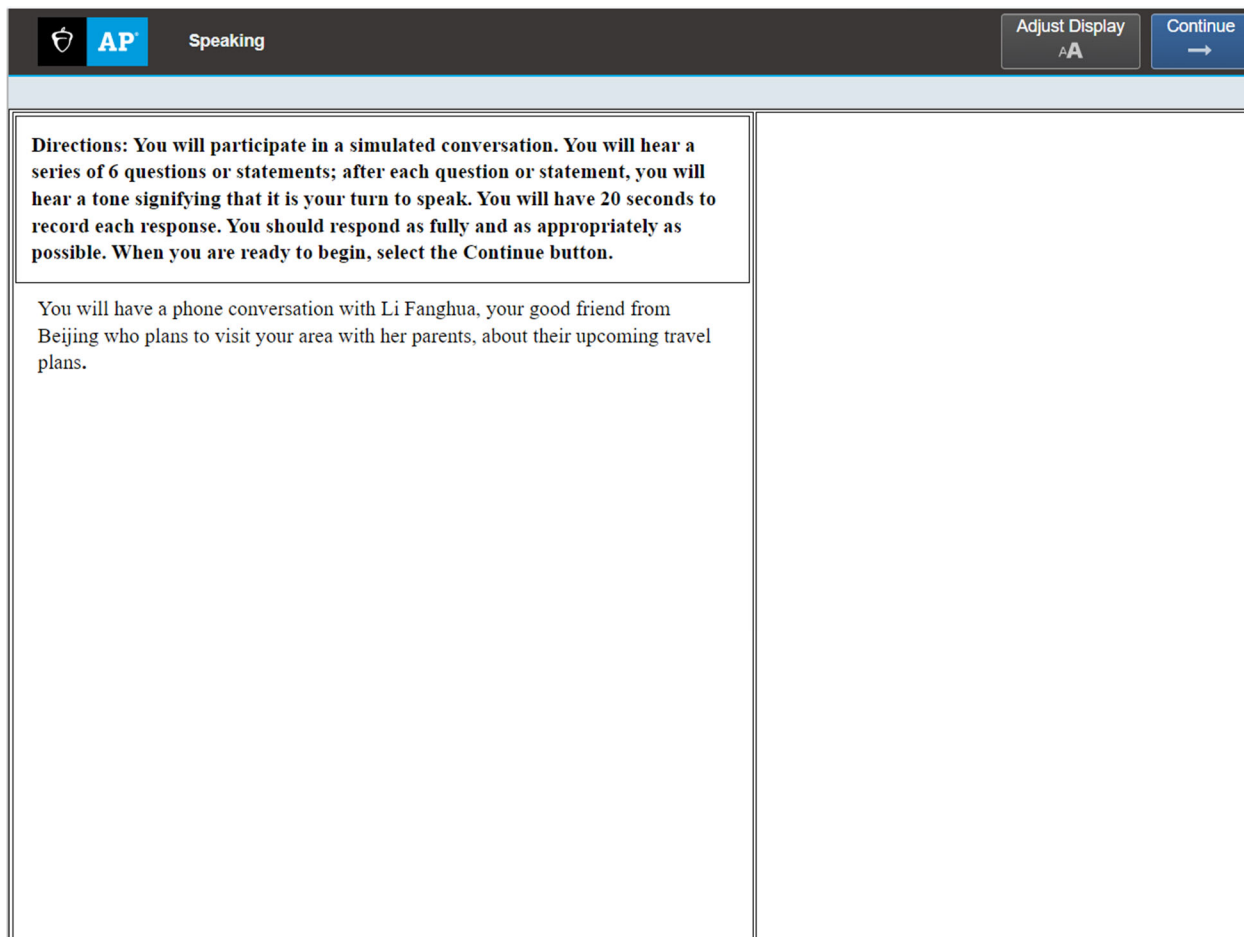 AP®
Speaking
Adjust Display
AA
Continue
→
Directions: You will participate in a simulated conversation. You will hear a
series of 6 questions or statements; after each question or statement, you will
hear a tone signifying that it is your turn to speak. You will have 20 seconds to
record each response. You should respond as fully and as appropriately as
possible. When you are ready to begin, select the Continue button.
You will have a phone conversation with Li Fanghua, your good friend from
Beijing who plans to visit your area with her parents, about their upcoming travel
plans.